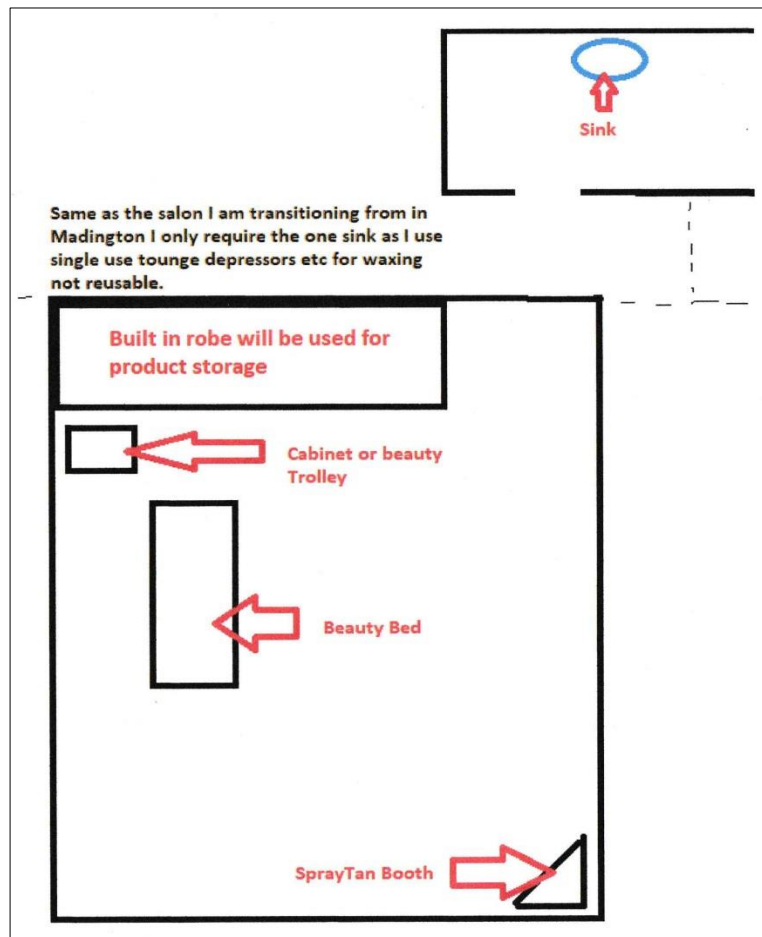 Sink
Same as the salon I am transitioning from in
Madington I only require the one sink as I use
single use tounge depressors etc for waxing
not reusable.
Built in robe will be used for
product storage
Cabinet or beauty
Trolley
Beauty Bed
SprayTan Booth